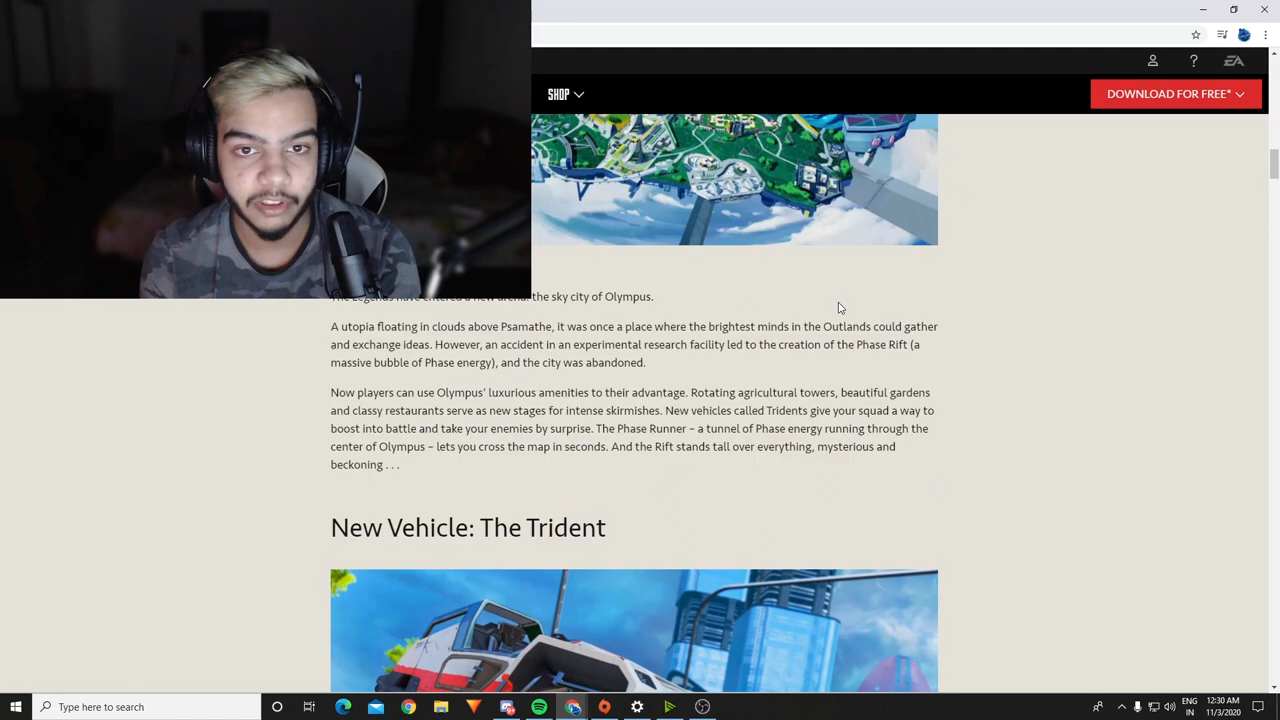 EA
SHOP
DOWNLOAD FOR FREE*
The Legends have entered a new arena: the sky city of Olympus.
A utopia floating in clouds above Psamathe, it was once a place where the brightest minds in the Outlands could gather
and exchange ideas. However, an accident in an experimental research facility led to the creation of the Phase Rift (a
massive bubble of Phase energy), and the city was abandoned.
Now players can use Olympus’ luxurious amenities to their advantage. Rotating agricultural towers, beautiful gardens
and classy restaurants serve as new stages for intense skirmishes. New vehicles called Tridents give your squad a way to
boost into battle and take your enemies by surprise. The Phase Runner – a tunnel of Phase energy running through the
center of Olympus – lets you cross the map in seconds. And the Rift stands tall over everything, mysterious and
beckoning . . .
New Vehicle: The Trident
Type here to search
ENG
IN
12:30 AM
11/3/2020